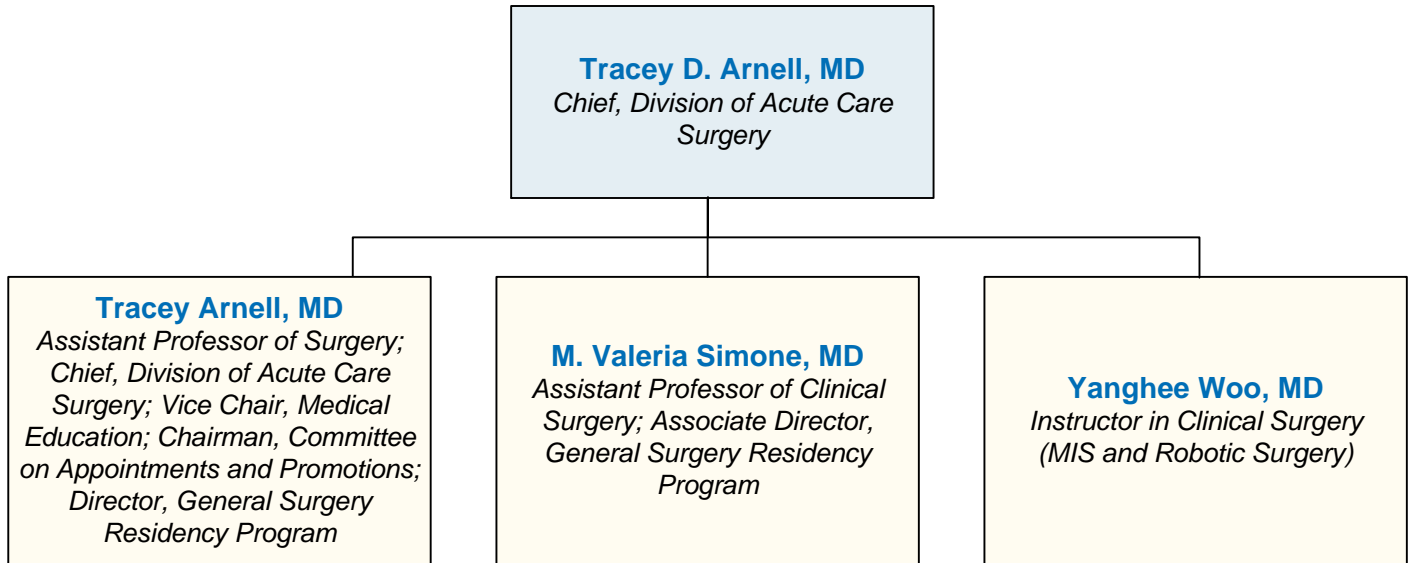 Tracey D. Arnell, MD
Chief, Division of Acute Care
Surgery
Tracey Arnell, MD
Assistant Professor of Surgery;
Chief, Division of Acute Care
Surgery; Vice Chair, Medical
Education; Chairman, Committee
on Appointments and Promotions;
Director, General Surgery
Residency Program
M. Valeria Simone, MD
Assistant Professor of Clinical
Surgery; Associate Director,
General Surgery Residency
Program
Yanghee Woo, MD
Instructor in Clinical Surgery
(MIS and Robotic Surgery)